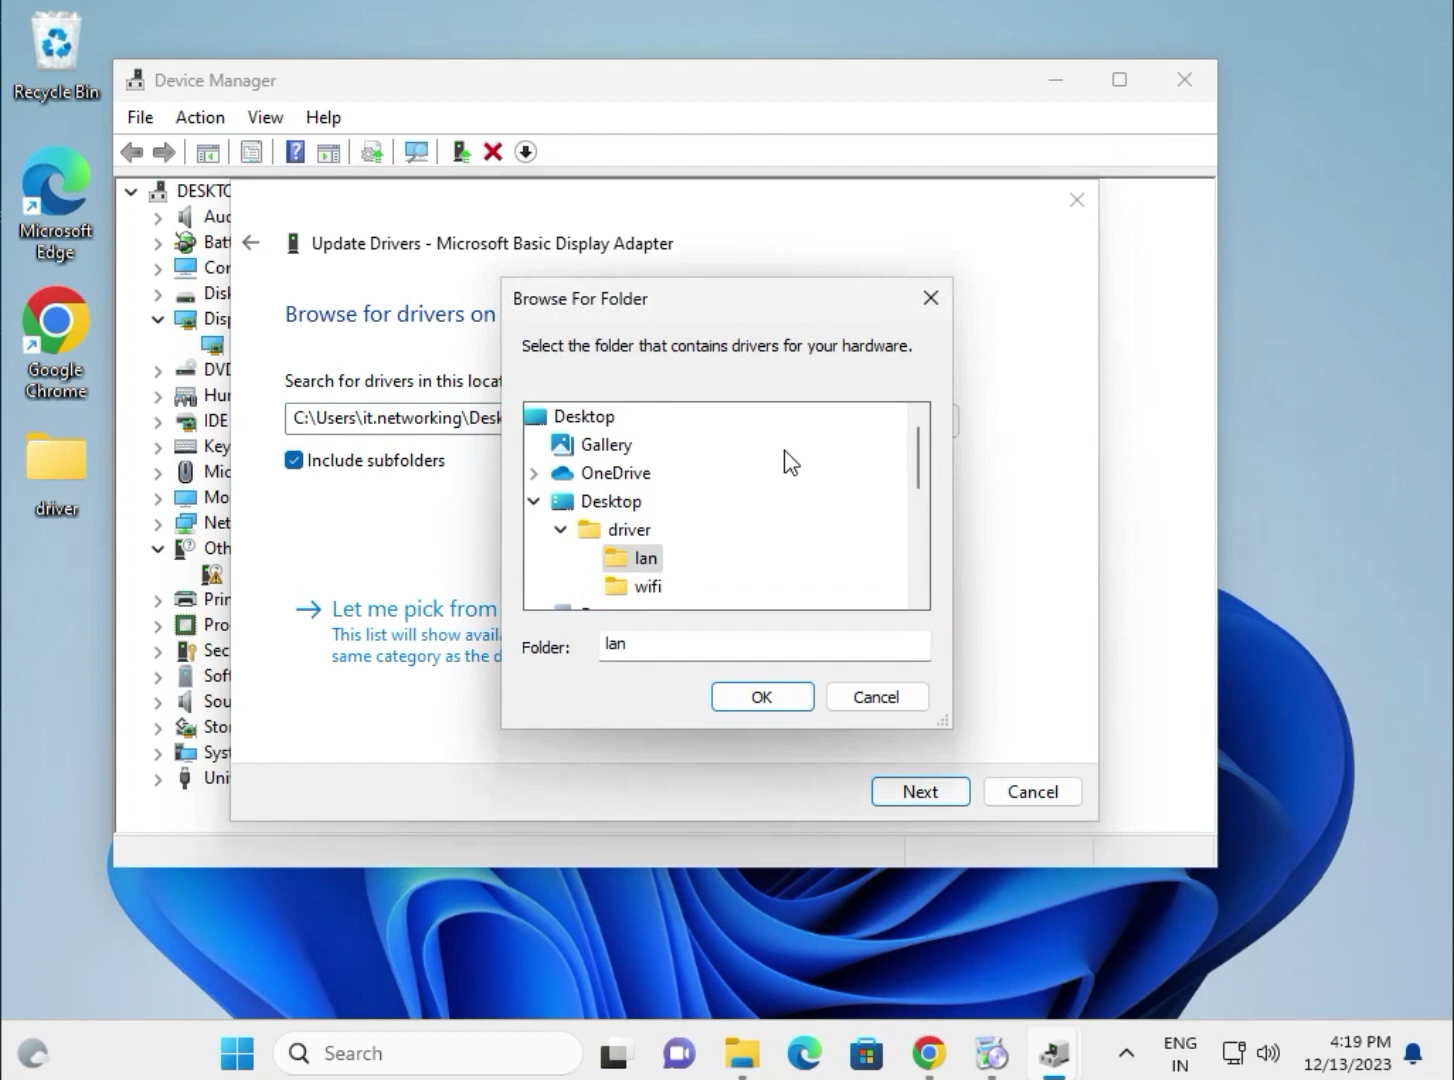 Recycle Bin
Microsoft
Edge
Google
Chrome
driver
Device Manager
File Action View Help
DESKTO
Aud
Batt
Cor
Disk
Disp
DVD
Hur
IDE
Key
Mic
Mo
Net
Oth
Prin
Pro
Sec
Soft
Sou
Stor
Syst
Uni
Update Drivers - Microsoft Basic Display Adapter
Browse for drivers on
Search for drivers in this locat
C:\Users\it.networking\Desk
Include subfolders
Let me pick from
This list will show avail
same category as the d
Next Cancel
Browse For Folder
Select the folder that contains drivers for your hardware.
Desktop
Gallery
OneDrive
Desktop
driver
lan
wifi
Folder: lan
OK Cancel
Search
ENG
IN
4:19 PM
12/13/2023